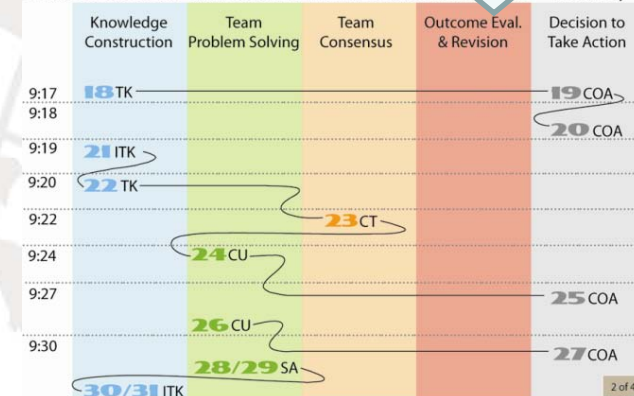 Knowledge Construction
Team Problem Solving
Team Consensus
Outcome Eval. & Revision
Decision to Take Action
9:17 18 TK 19 COA
9:18 20 COA
9:19 21 ITK
9:20 22 TK
9:22 23 CT
9:24 24 CU
9:27 25 COA
26 CU
9:30 27 COA
28/29 SA
30/31 ITK
2 of 4